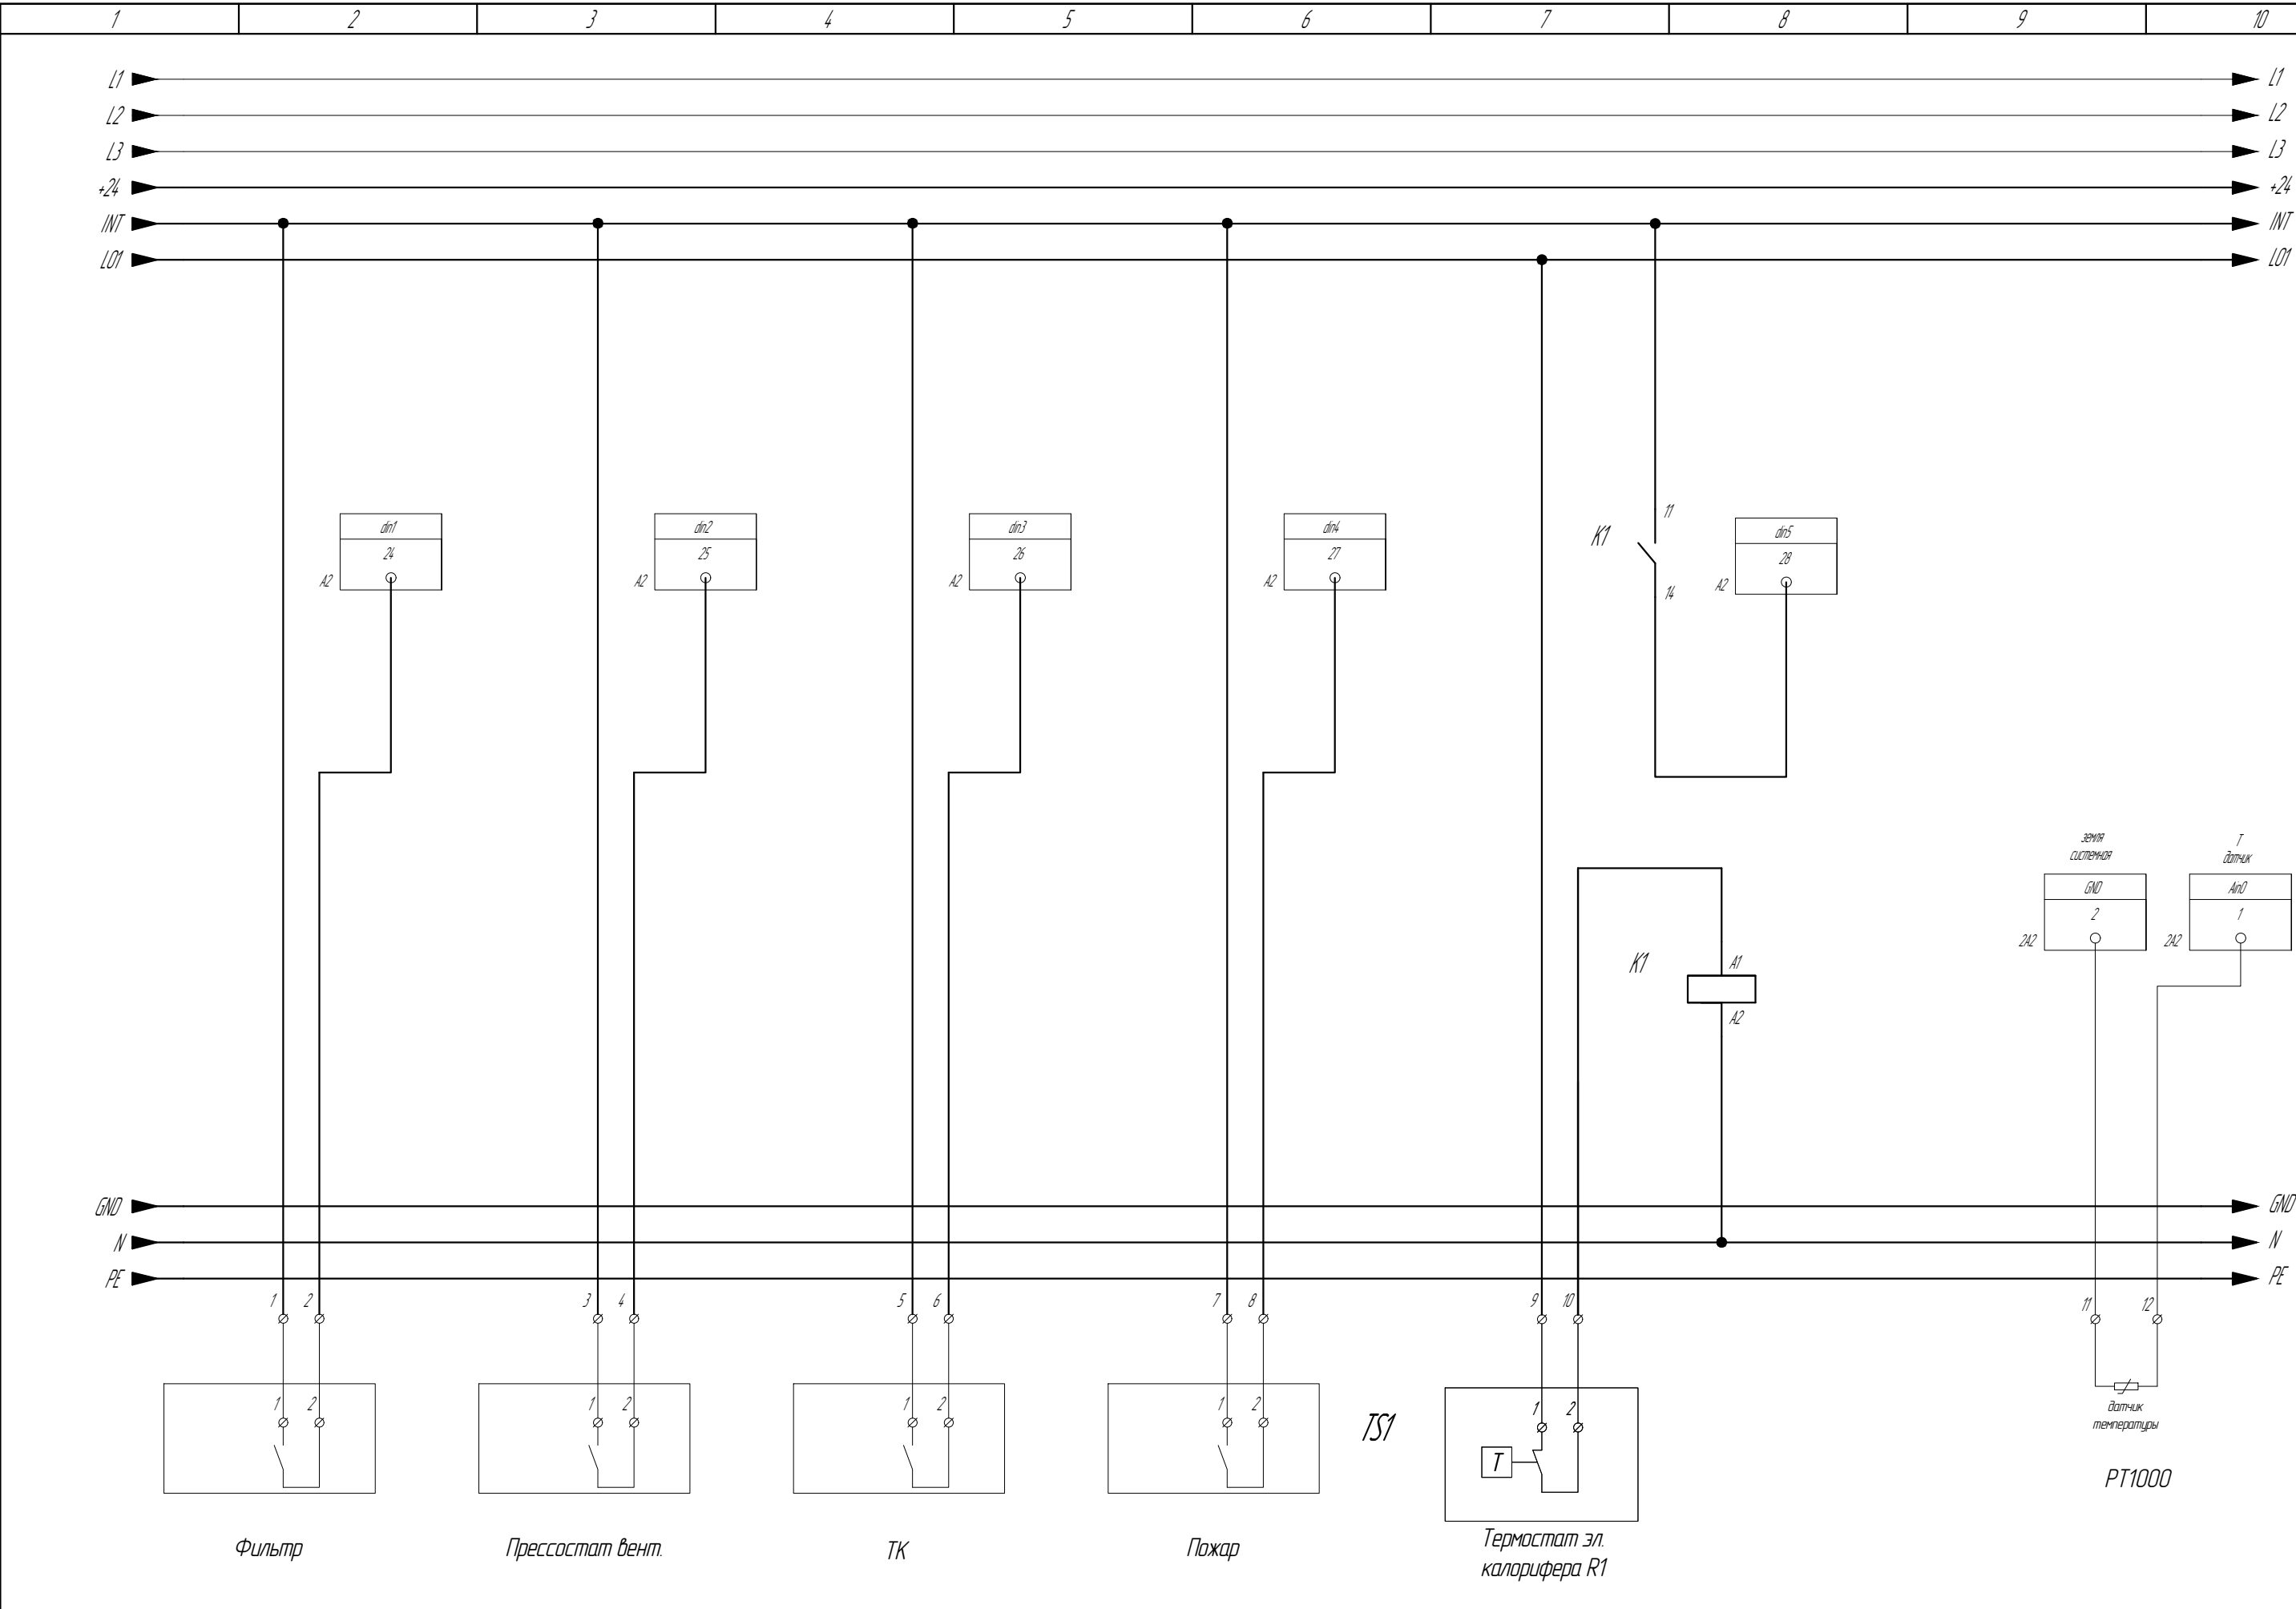 1 2 3 4 5 6 7 8 9 10
L1 L1
L2 L2
L3 L3
+24 +24
INT INT
L01 L01
11
din1 din2 din3 din4 K1 din5
24 25 26 27 28
A2 A2 A2 A2 A2
14
земля
системная
T
датчик
GND Ain0
2 1
2A2 2A2
K1 A1
A2
GND GND
N N
PE PE
1 2 3 4 5 6 7 8 9 10 11 12
1 2 1 2 1 2 1 2 TS1 1 2
T
датчик
температуры
PT1000
Фильтр
Прессостат вент.
ТК
Пожар
Термостат эл.
калорифера R1